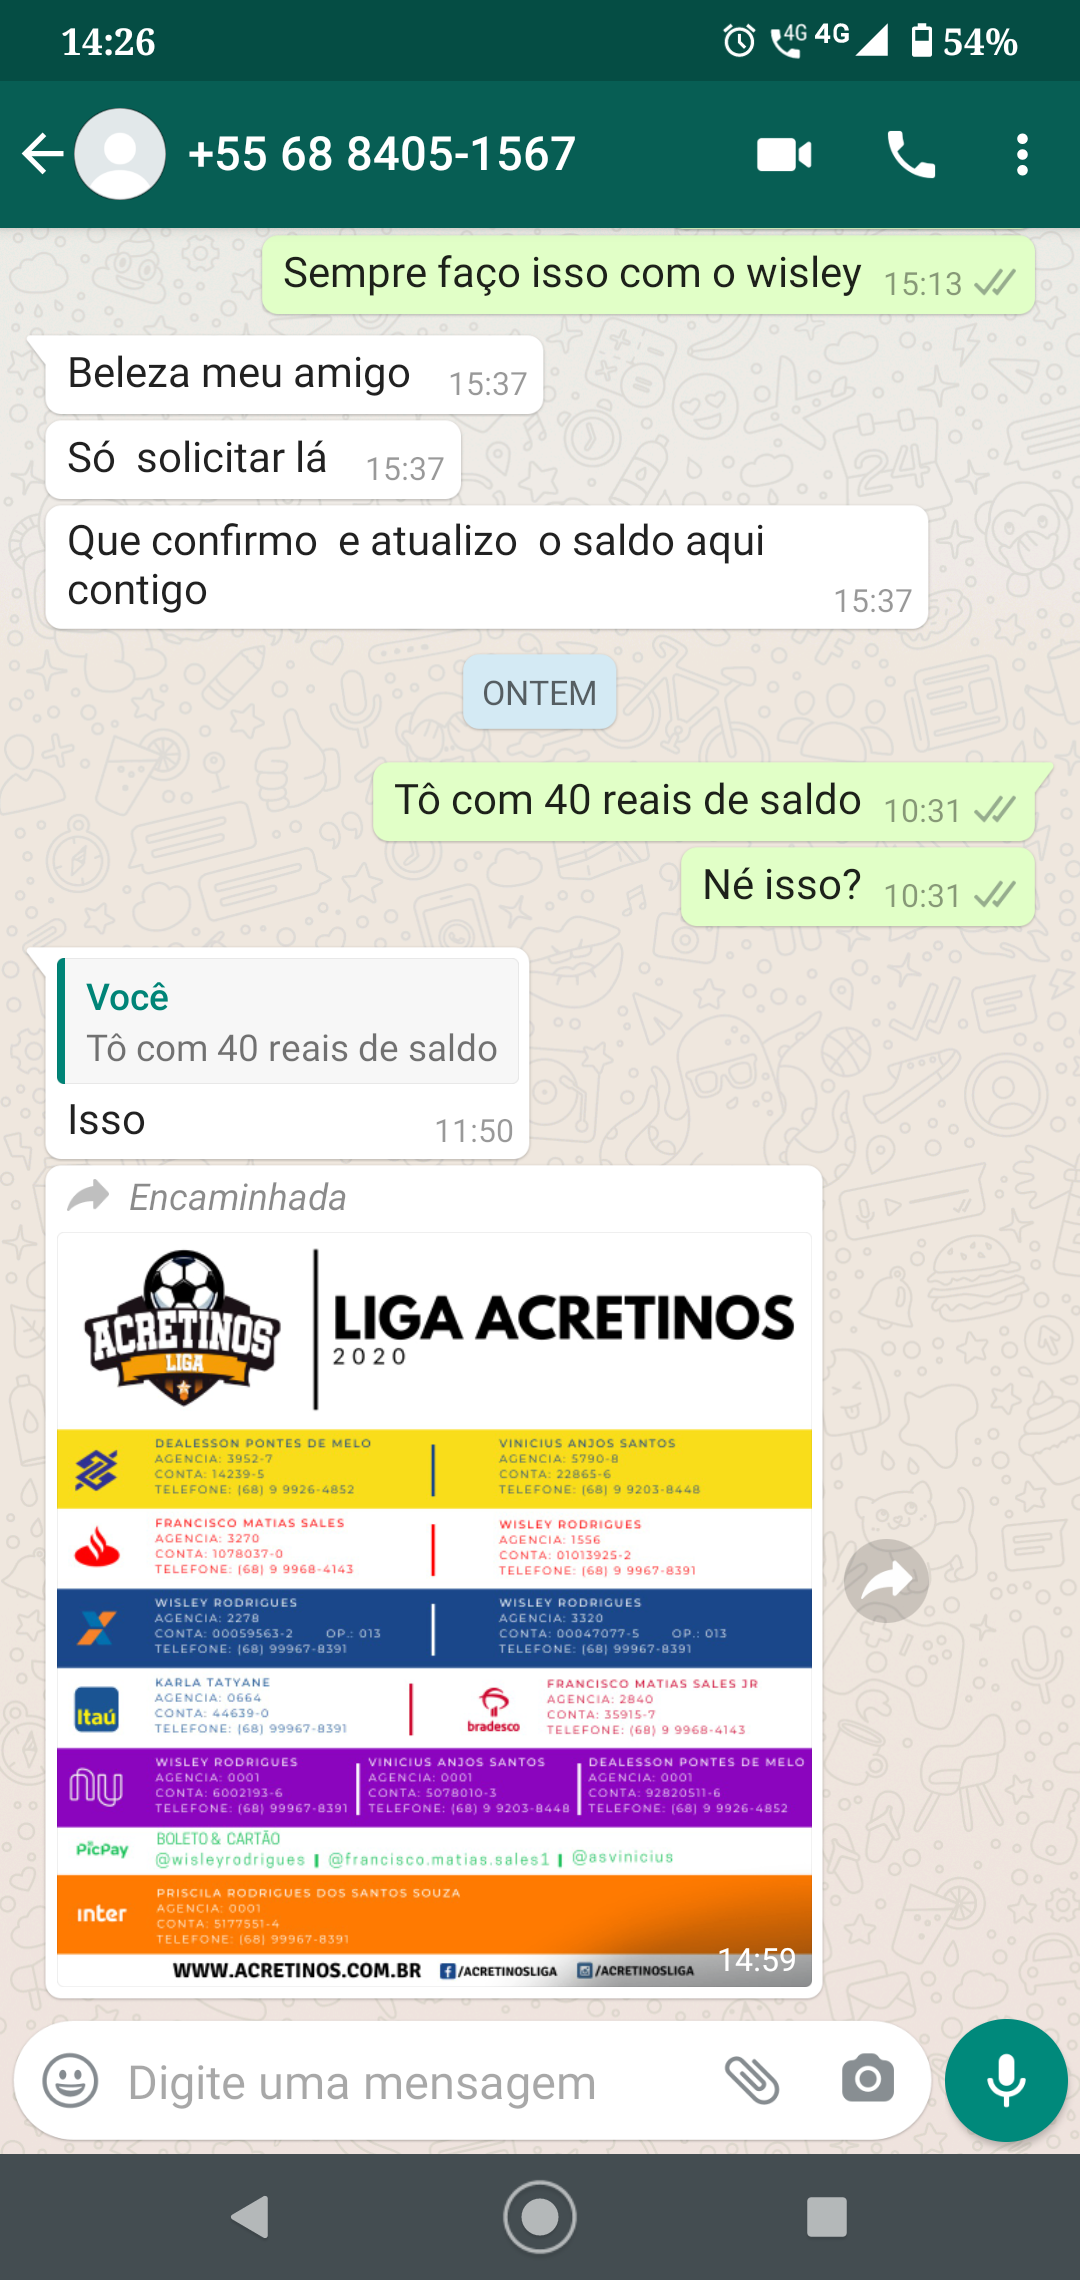 14:26
4G 4G 54%
+55 68 8405-1567
Sempre faço isso com o wisley 15:13
Beleza meu amigo 15:37
Só solicitar lá 15:37
Que confirmo e atualizo o saldo aqui
contigo 15:37
ONTEM
Tô com 40 reais de saldo 10:31
Né isso? 10:31
Você
Tô com 40 reais de saldo
Isso 11:50
Encaminhada
ACRETINOS
LIGA
LIGA ACRETINOS
2020
DEALESSON PONTES DE MELO
AGENCIA: 3952-7
CONTA: 14239-5
TELEFONE: (68) 9 9926-4852
VINICIUS ANJOS SANTOS
AGENCIA: 5790-8
CONTA: 22865-6
TELEFONE: (68) 9 9203-8448
FRANCISCO MATIAS SALES
AGENCIA: 3270
CONTA: 1078037-0
TELEFONE: (68) 9 9968-4143
WISLEY RODRIGUES
AGENCIA: 1556
CONTA: 01013925-2
TELEFONE: (68) 9 9967-8391
WISLEY RODRIGUES
AGENCIA: 2278
CONTA: 00059563-2 OP.: 013
TELEFONE: (68) 99967-8391
WISLEY RODRIGUES
AGENCIA: 3320
CONTA: 00047077-5 OP.: 013
TELEFONE: (68) 99967-8391
Itaú
KARLA TATYANE
AGENCIA: 0664
CONTA: 44639-0
TELEFONE: (68) 99967-8391
bradesco
FRANCISCO MATIAS SALES JR
AGENCIA: 2840
CONTA: 35915-7
TELEFONE: (68) 9 9968-4143
nu
WISLEY RODRIGUES
AGENCIA: 0001
CONTA: 6002193-6
TELEFONE: (68) 99967-8391
VINICIUS ANJOS SANTOS
AGENCIA: 0001
CONTA: 5078010-3
TELEFONE: (68) 9 9203-8448
DEALESSON PONTES DE MELO
AGENCIA: 0001
CONTA: 92820511-6
TELEFONE: (68) 9 9926-4852
PicPay
BOLETO & CARTÃO
@wisleyrodrigues | @francisco.matias.sales1 | @asvinicius
inter
PRISCILA RODRIGUES DOS SANTOS SOUZA
AGENCIA: 0001
CONTA: 5177551-4
TELEFONE: (68) 99967-8391
WWW.ACRETINOS.COM.BR /ACRETINOSLIGA /ACRETINOSLIGA
14:59
Digite uma mensagem